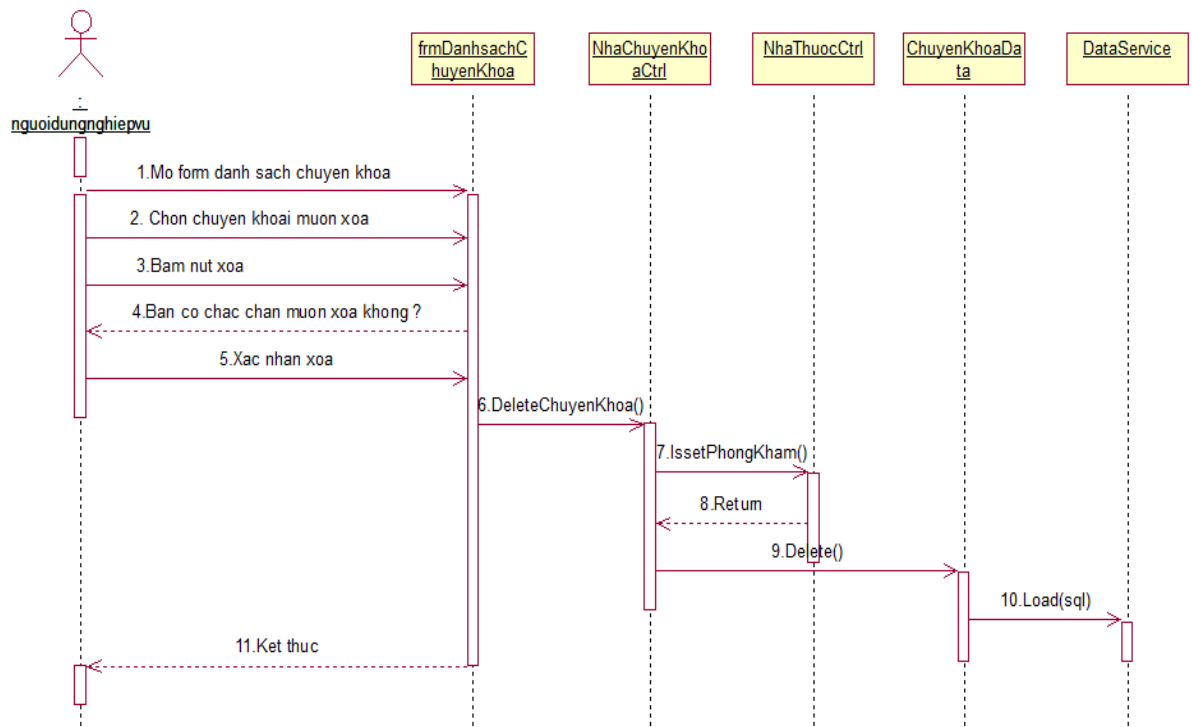 frmDanhsachC
huyenKhoa
NhaChuyenKho
aCtrl
NhaThuocCtrl
ChuyenKhoaDa
ta
DataService
:
nguoidungnghiepvu
1.Mo form danh sach chuyen khoa
2. Chon chuyen khoai muon xoa
3.Bam nut xoa
4.Ban co chac chan muon xoa khong ?
5.Xac nhan xoa
6.DeleteChuyenKhoa()
7.IssetPhongKham()
8.Return
9.Delete()
10.Load(sql)
11.Ket thuc